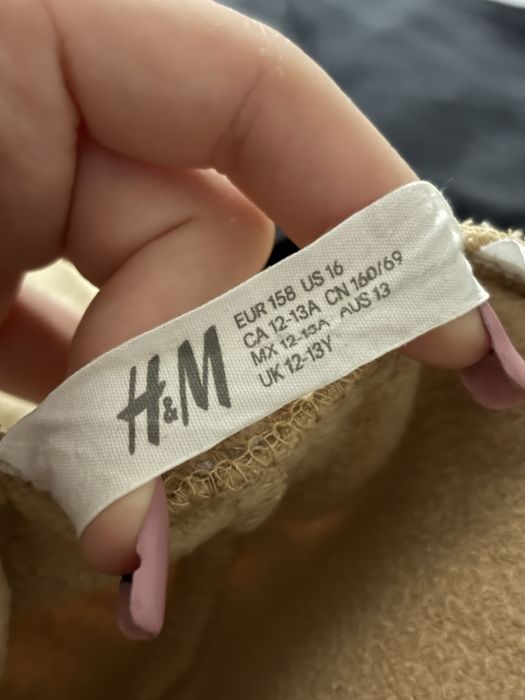 H&M
EUR 158 US 16
CA 12-13A CN 160/69
MX 12-13A AUS 13
UK 12-13Y